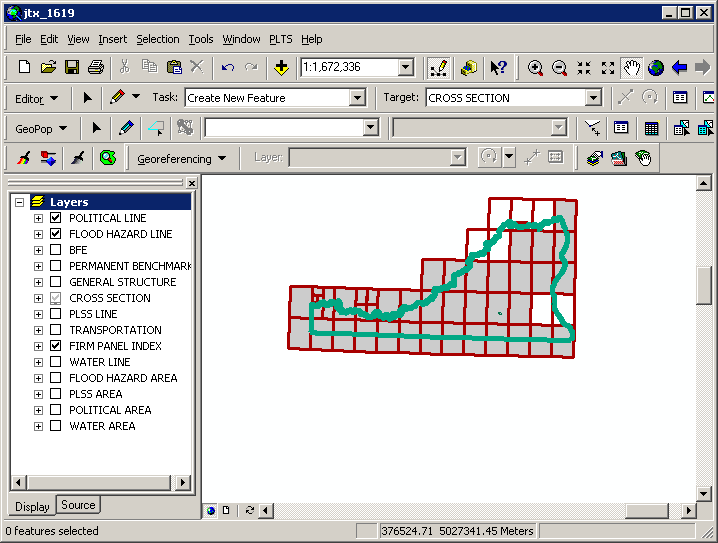 jtx_1619
File Edit View Insert Selection Tools Window PLTS Help
1:1,672,336
Editor Task: Create New Feature Target: CROSS SECTION
GeoPop
Georeferencing Layer:
Layers
POLITICAL LINE
FLOOD HAZARD LINE
BFE
PERMANENT BENCHMARK
GENERAL STRUCTURE
CROSS SECTION
PLSS LINE
TRANSPORTATION
FIRM PANEL INDEX
WATER LINE
FLOOD HAZARD AREA
PLSS AREA
POLITICAL AREA
WATER AREA
Display Source
0 features selected 376524.71 5027341.45 Meters